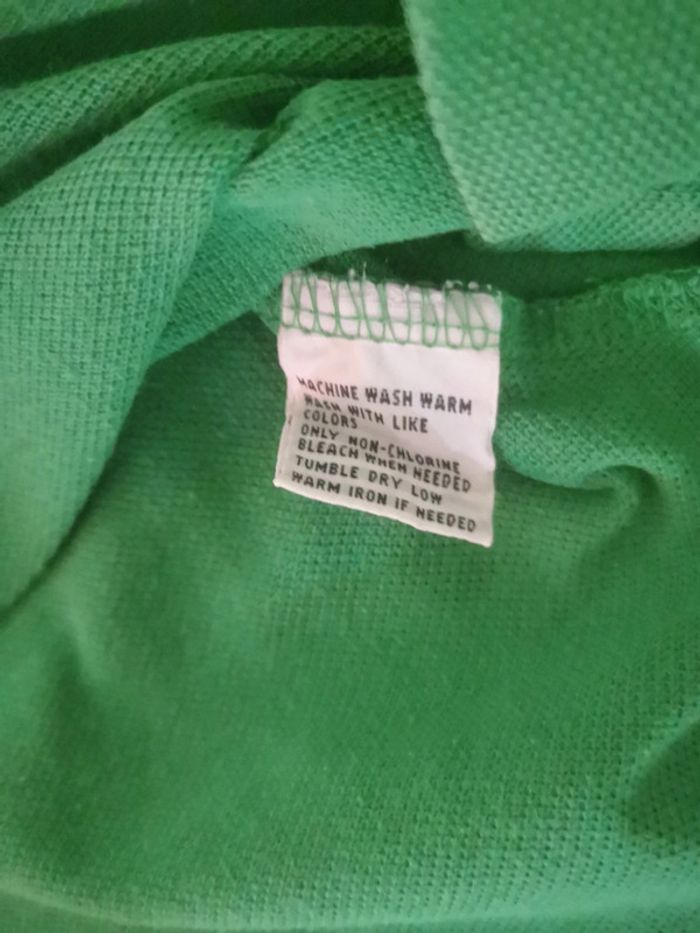 MACHINE WASH WARM
WASH WITH LIKE
COLORS
ONLY NON-CHLORINE
BLEACH WHEN NEEDED
TUMBLE DRY LOW
WARM IRON IF NEEDED